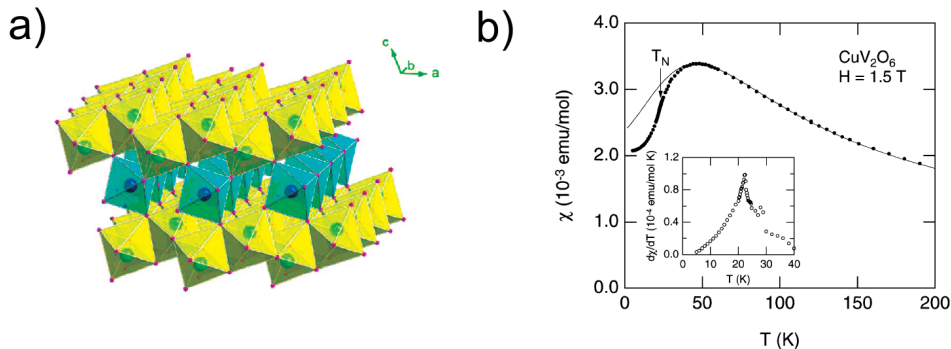 a)
c
b
a
b)
4.0
3.0
2.0
1.0
0.0
χ (10⁻³ emu/mol)
T_N
CuV₂O₆
H = 1.5 T
1.2
0.8
0.4
0
dχ/dT (10⁻⁴ emu/mol K)
0 10 20 30 40
T (K)
0 50 100 150 200
T (K)